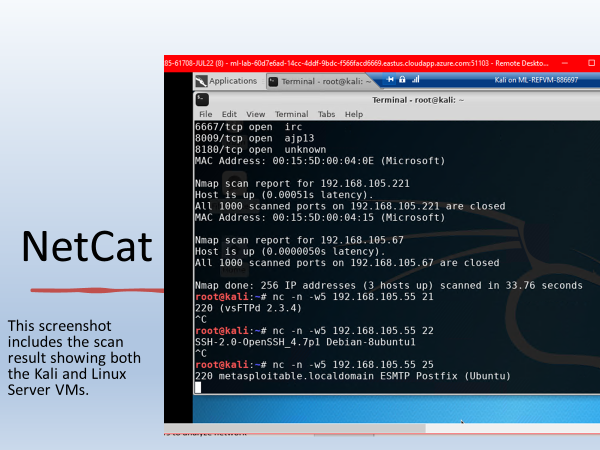 85-61708-JUL22 (8) - ml-lab-60d7e6ad-14cc-4ddf-9bdc-f566facd6669.eastus.cloudapp.azure.com:51103 - Remote Deskto...
Applications
Terminal - root@kali: ~
Kali on ML-REFVM-886697
Terminal - root@kali: ~
File Edit View Terminal Tabs Help
6667/tcp open irc
8009/tcp open ajp13
8180/tcp open unknown
MAC Address: 00:15:5D:00:04:0E (Microsoft)
Nmap scan report for 192.168.105.221
Host is up (0.00051s latency).
All 1000 scanned ports on 192.168.105.221 are closed
MAC Address: 00:15:5D:00:04:15 (Microsoft)
Nmap scan report for 192.168.105.67
Host is up (0.0000050s latency).
All 1000 scanned ports on 192.168.105.67 are closed
Nmap done: 256 IP addresses (3 hosts up) scanned in 33.76 seconds
root@kali:~# nc -n -w5 192.168.105.55 21
220 (vsFTPd 2.3.4)
^C
root@kali:~# nc -n -w5 192.168.105.55 22
SSH-2.0-OpenSSH_4.7p1 Debian-8ubuntu1
^C
root@kali:~# nc -n -w5 192.168.105.55 25
220 metasploitable.localdomain ESMTP Postfix (Ubuntu)
NetCat
This screenshot
includes the scan
result showing both
the Kali and Linux
Server VMs.